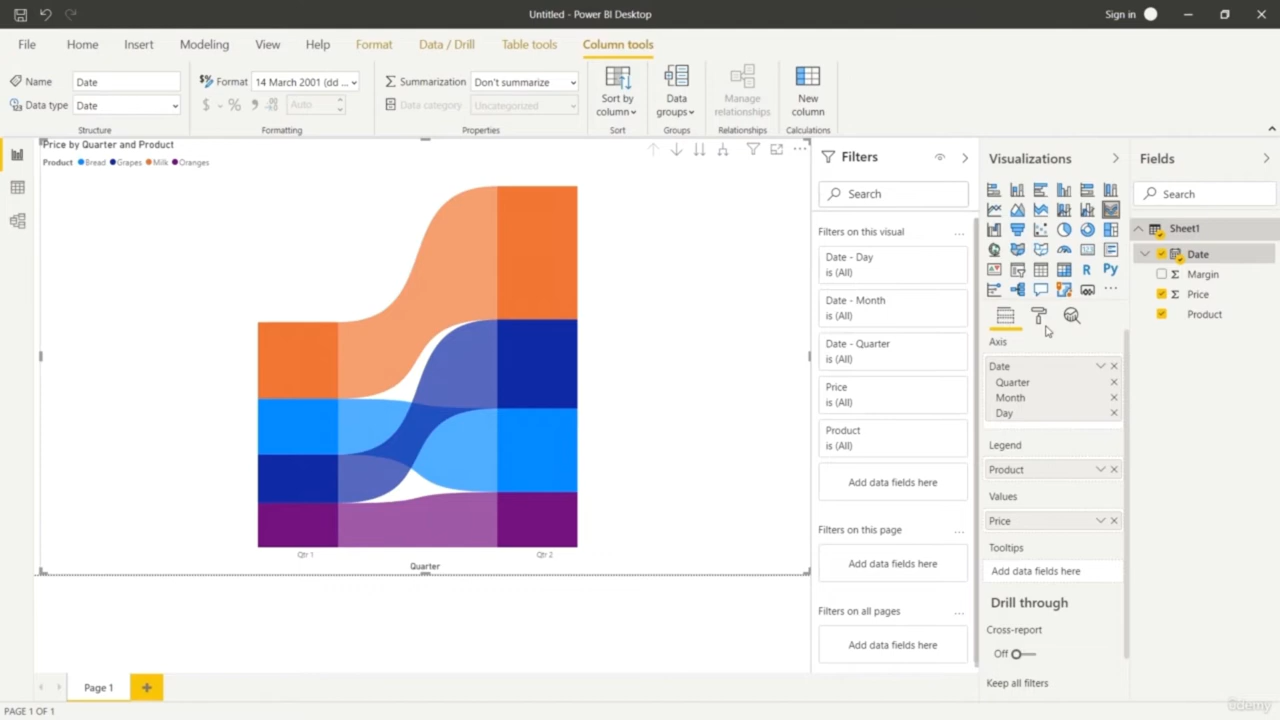 Untitled - Power BI Desktop
Sign in
File Home Insert Modeling View Help Format Data / Drill Table tools Column tools
Name Date
Data type Date
Structure
Format 14 March 2001 (dd ...
$ % Auto
Formatting
Summarization Don't summarize
Data category Uncategorized
Properties
Sort by column
Sort
Data groups
Groups
Manage relationships
Relationships
New column
Calculations
Price by Quarter and Product
Product Bread Grapes Milk Oranges
Qtr 1 Qtr 2
Quarter
Filters
Search
Filters on this visual ...
Date - Day
is (All)
Date - Month
is (All)
Date - Quarter
is (All)
Price
is (All)
Product
is (All)
Add data fields here
Filters on this page ...
Add data fields here
Filters on all pages ...
Add data fields here
Visualizations
R Py
Axis
Date
Quarter
Month
Day
Legend
Product
Values
Price
Tooltips
Add data fields here
Drill through
Cross-report
Off
Keep all filters
Fields
Search
Sheet1
Date
Margin
Price
Product
Page 1
PAGE 1 OF 1
ûdemy